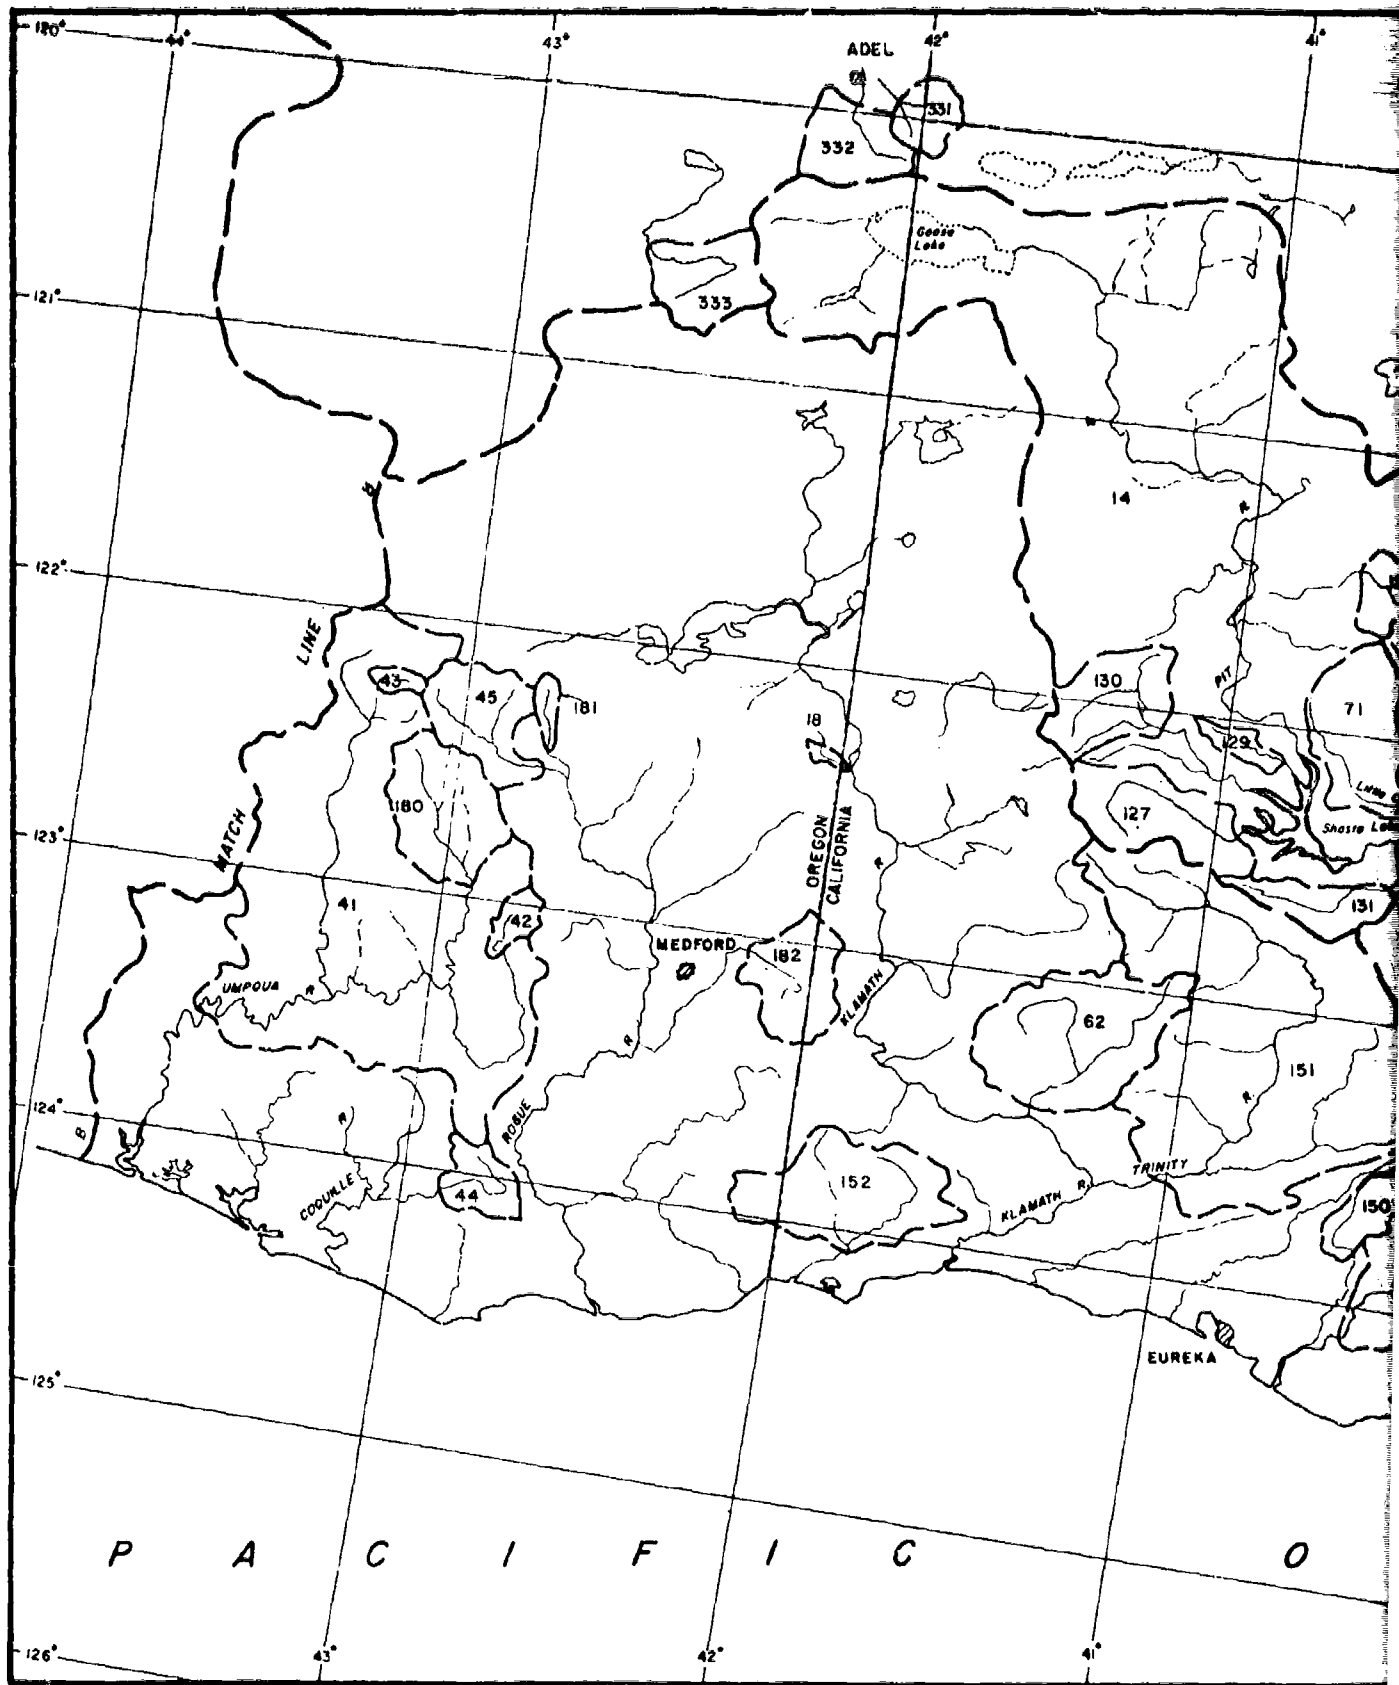 120°
44°
43°
42°
41°
ADEL
331
332
Goose
Lake
121°
333
14
R
B
122°
LINE
PIT
43
45
181
130
71
18
129
180
127
Shasta
123°
MATCH
OREGON
CALIFORNIA
R
41
42
MEDFORD
182
131
UMPQUA
R
KLAMATH
62
R
151
R.
124°
B
R
ROGUE
TRINITY
COQUILLE
44
152
KLAMATH R.
150
EUREKA
125°
P A C I F I C O
126°
43°
42°
41°